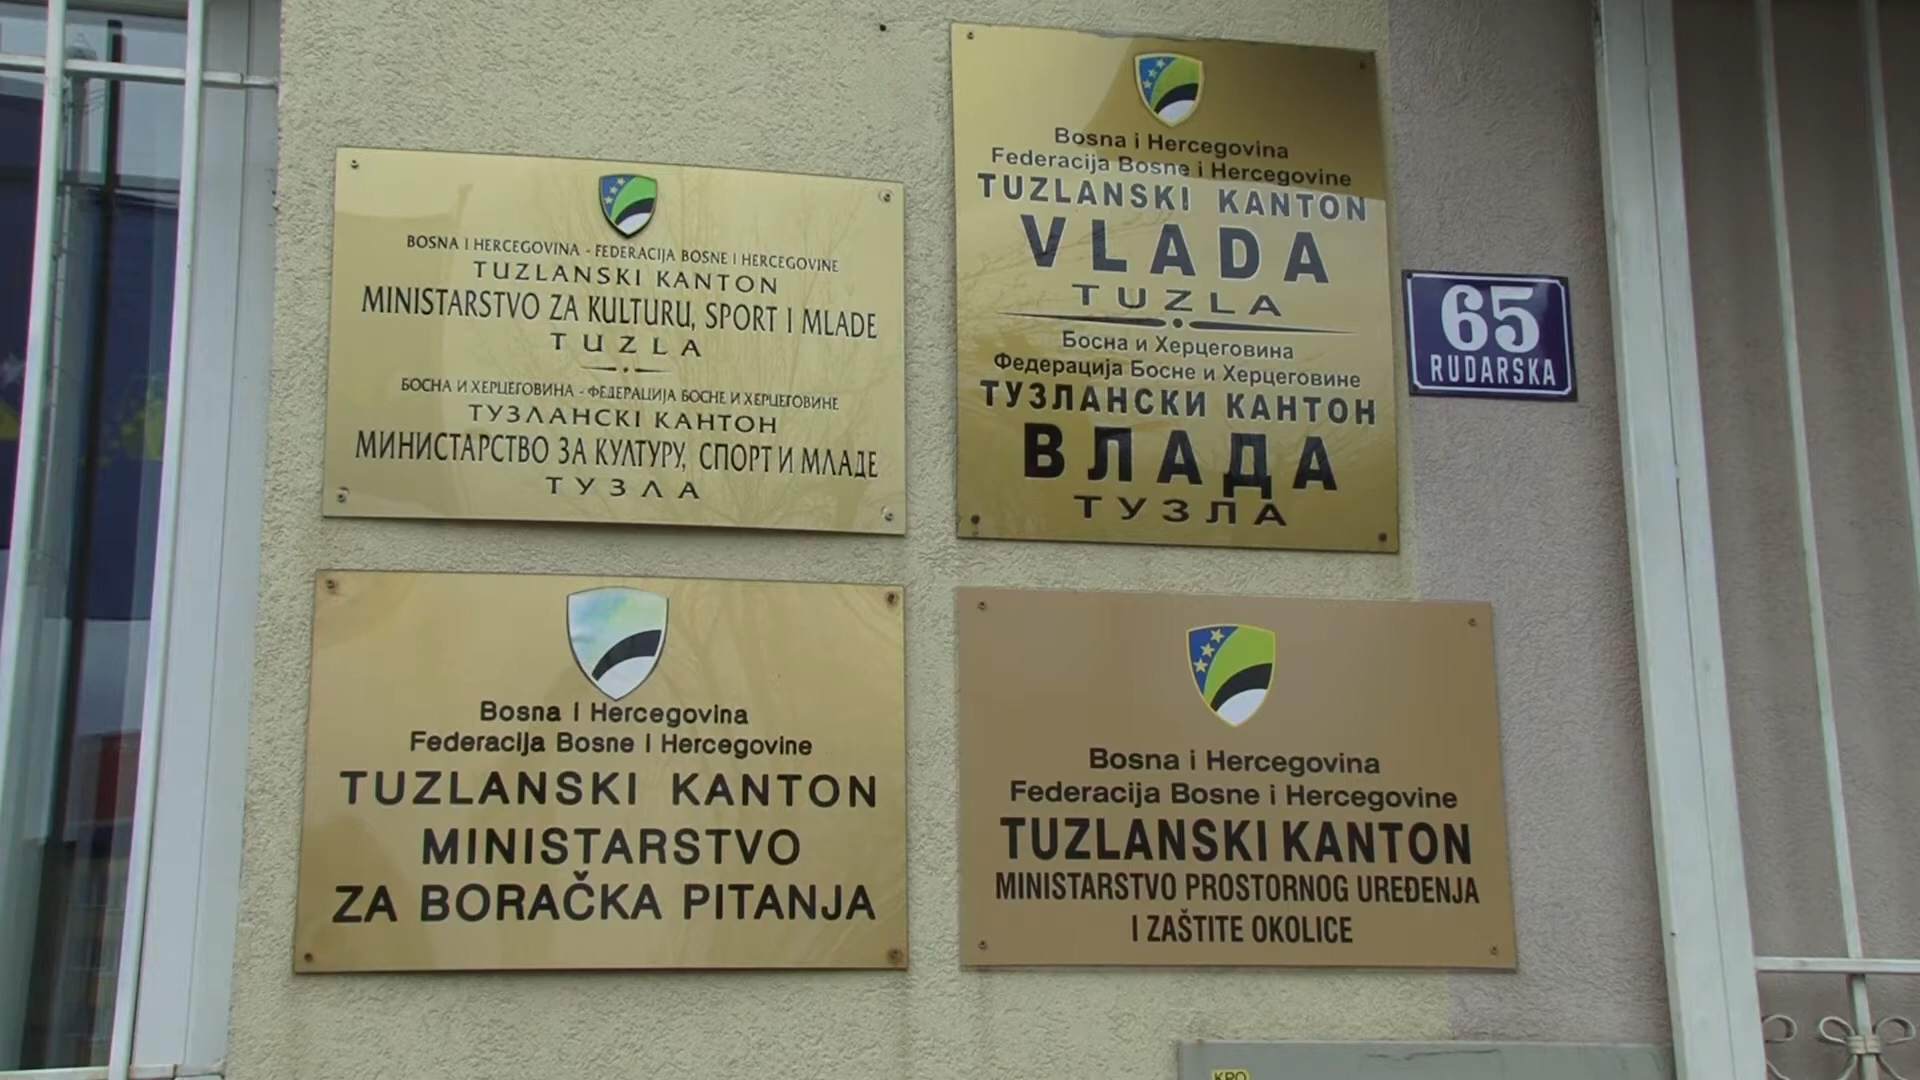 BOSNA I HERCEGOVINA - FEDERACIJA BOSNE I HERCEGOVINE
TUZLANSKI KANTON
MINISTARSTVO ZA KULTURU, SPORT I MLADE
TUZLA
БОСНА И ХЕРЦЕГОВИНА - ФЕДЕРАЦИЈА БОСНЕ И ХЕРЦЕГОВИНЕ
ТУЗЛАНСКІ КАНТОН
МИНИСТАРСТВО ЗА КУЛТУРУ, СПОРТ И МЛАДЕ
ТУЗЛА
Bosna i Hercegovina
Federacija Bosne i Hercegovine
TUZLANSKI KANTON
VLADA
TUZLA
Босна и Херцеговина
Федерација Босне и Херцеговине
ТУЗЛАНСКИ КАНТОН
ВЛАДА
ТУЗЛА
65
RUDARSKA
Bosna i Hercegovina
Federacija Bosne i Hercegovine
TUZLANSKI KANTON
MINISTARSTVO
ZA BORAČKA PITANJA
Bosna i Hercegovina
Federacija Bosne i Hercegovine
TUZLANSKI KANTON
MINISTARSTVO PROSTORNOG UREĐENJA
I ZAŠTITE OKOLICE